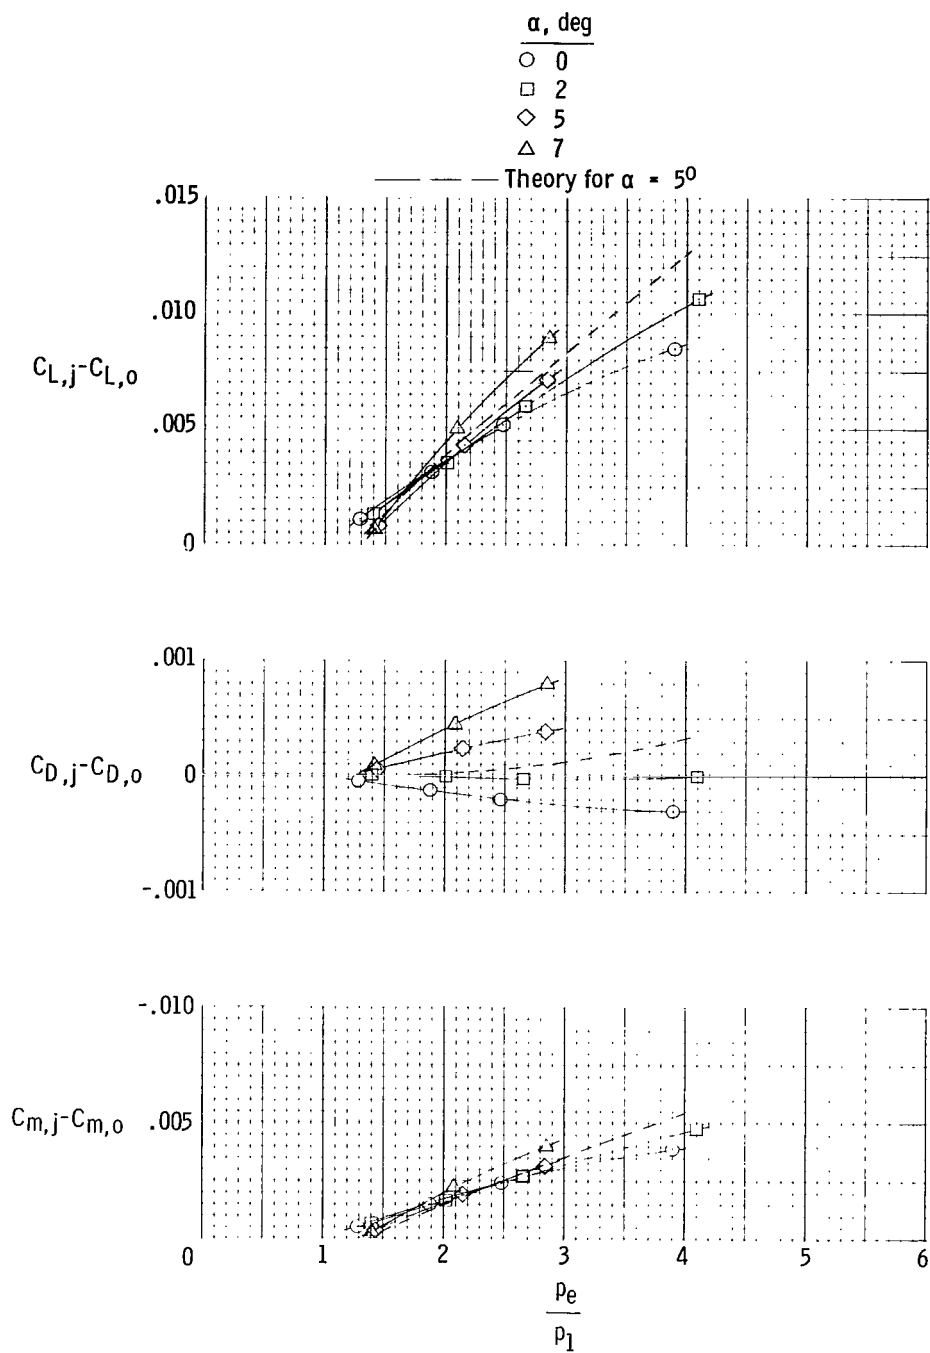 α, deg
0
2
5
7
Theory for α = 5⁰
.015
.010
C_L,j-C_L,o
.005
0
.001
C_D,j-C_D,o
0
-.001
-.010
C_m,j-C_m,o
.005
0 1 2 3 4 5 6
p_e
p_1